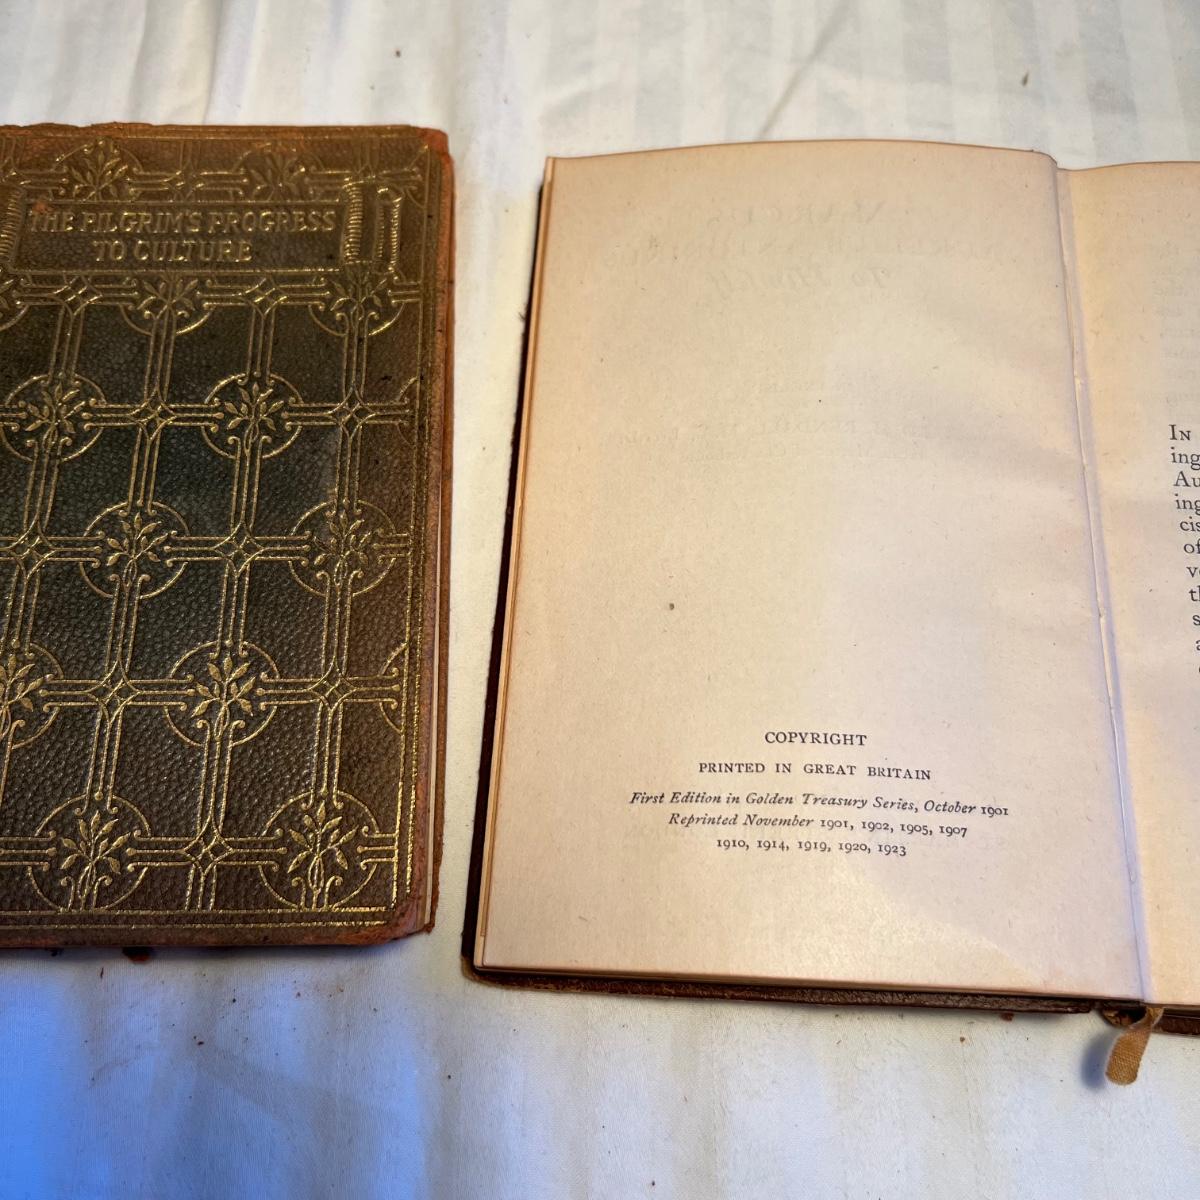 THE PILGRIM'S PROGRESS
TO CULTURE
COPYRIGHT
PRINTED IN GREAT BRITAIN
First Edition in Golden Treasury Series, October 1901
Reprinted November 1901, 1902, 1905, 1907
1910, 1914, 1919, 1920, 1923
IN
ing
Au
ing
cis
of